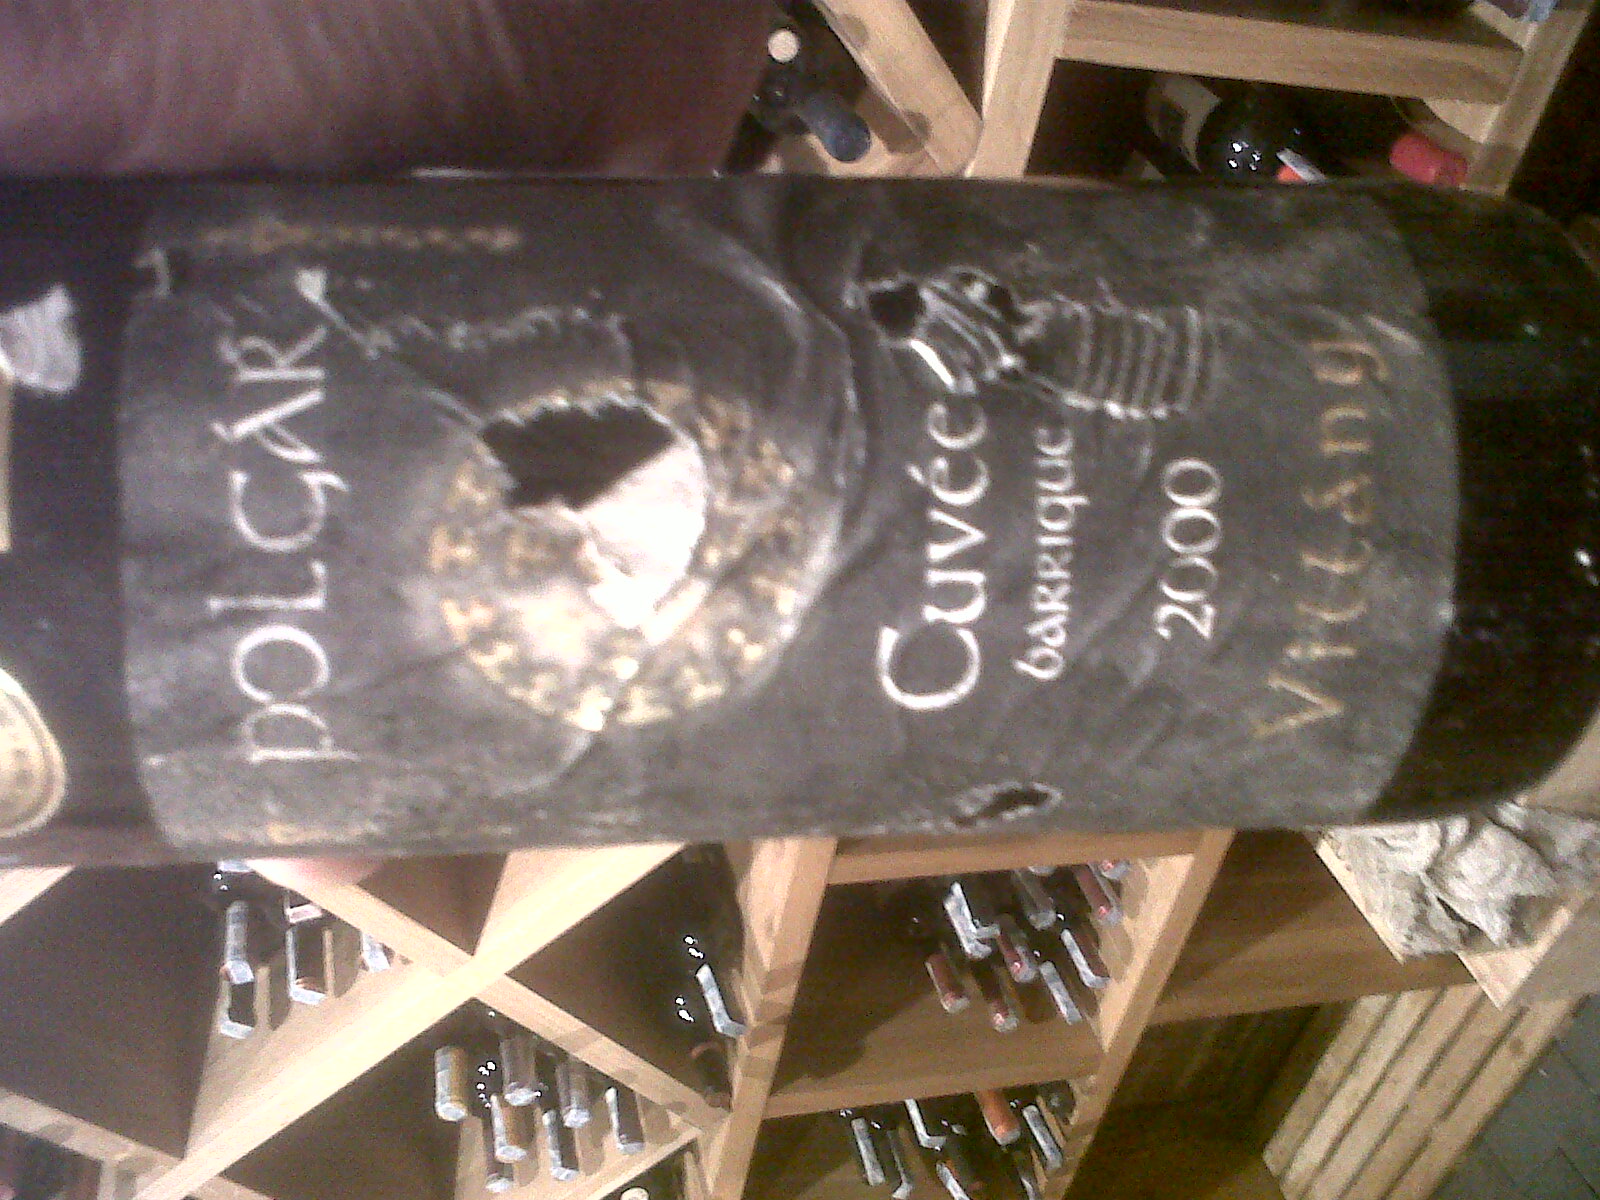 POLGÁR
Cuvée
barrique
2000
Villány